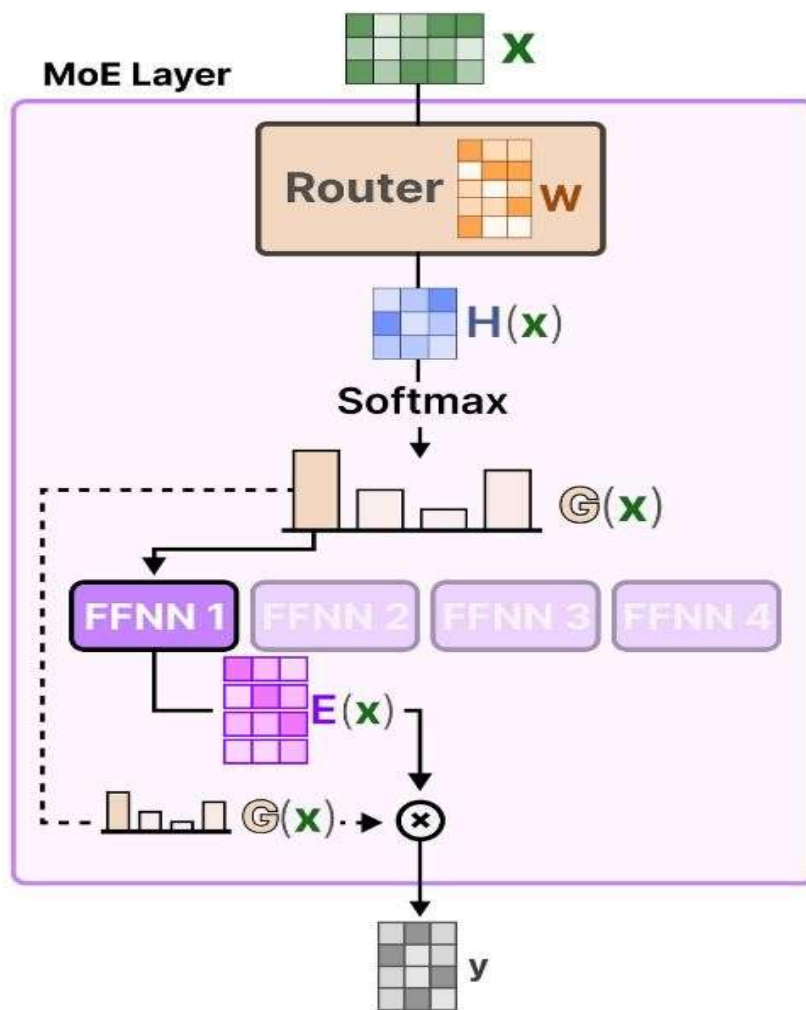 X
MoE Layer
Router W
H(x)
Softmax
G(x)
FFNN 1 FFNN 2 FFNN 3 FFNN 4
E(x)
G(x)
y